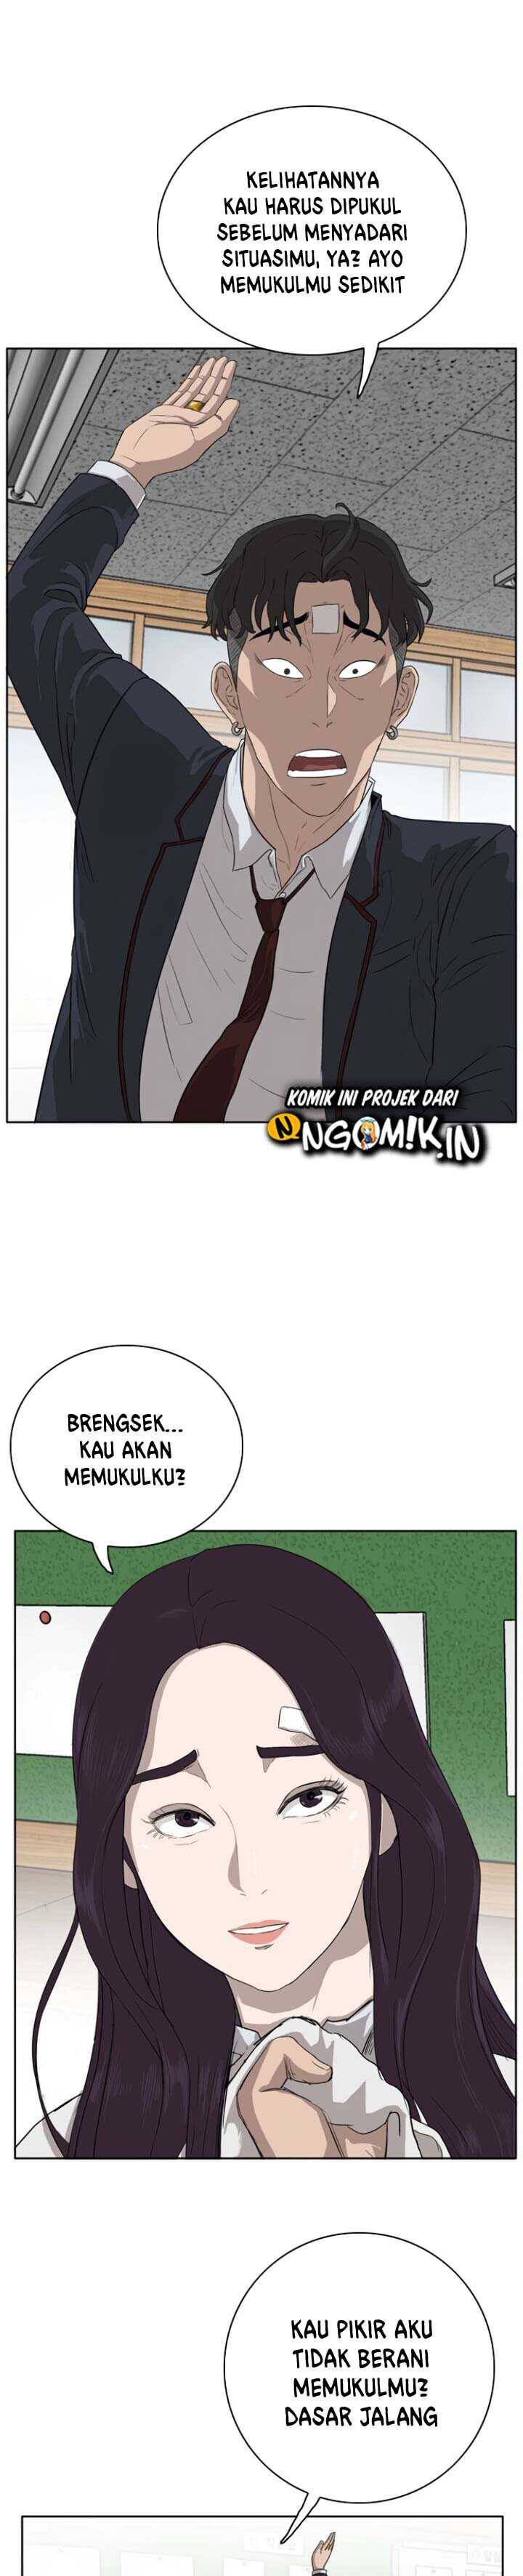 KELIHATANNYA
KAU HARUS DIPUKUL
SEBELUM MENYADARI
SITUASIMU, YA? AYO
MEMUKULMU SEDIKIT
KOMIK INI PROJEK DARI
N NGOMIK.IN
BRENGSEK...
KAU AKAN
MEMUKULKU?
KAU PIKIR AKU
TIDAK BERANI
MEMUKULMU?
DASAR JALANG